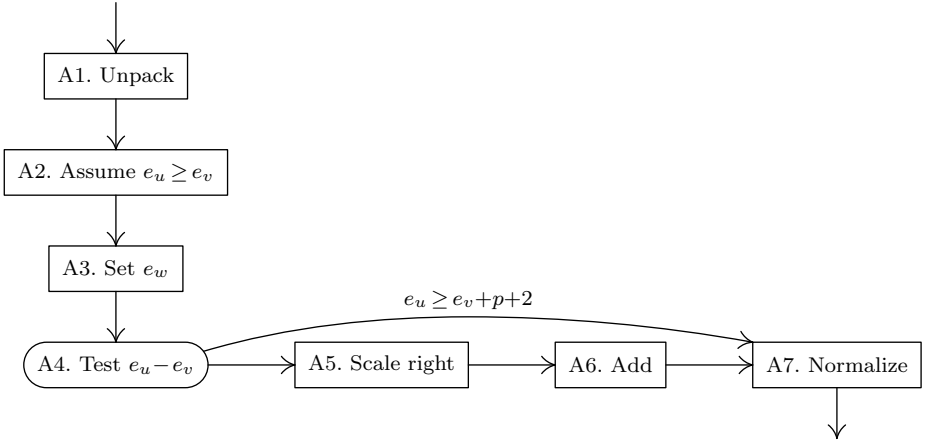 A1. Unpack
A2. Assume e_u ≥ e_v
A3. Set e_w
e_u ≥ e_v+p+2
A4. Test e_u−e_v
A5. Scale right
A6. Add
A7. Normalize